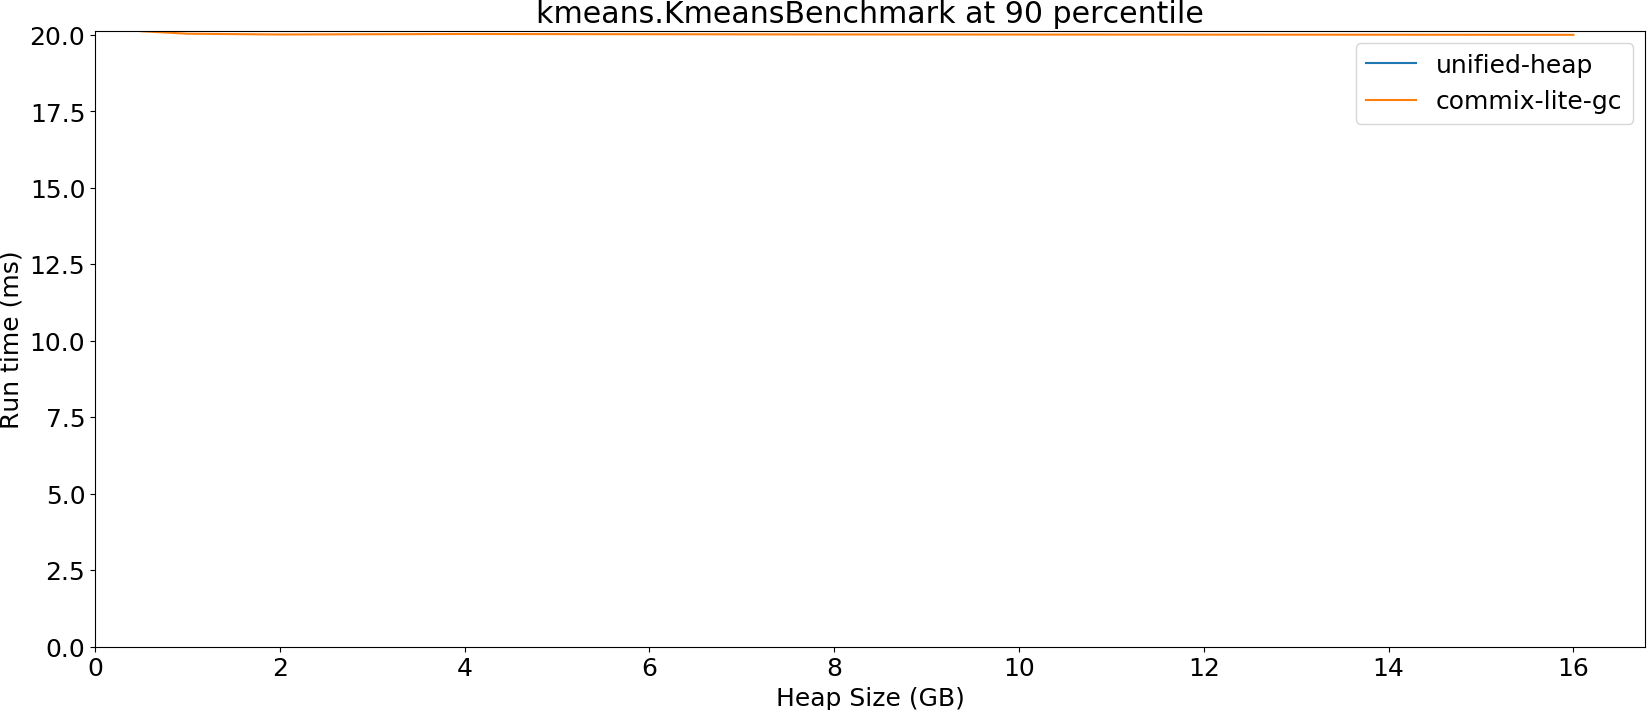 kmeans.KmeansBenchmark at 90 percentile
20.0
17.5
15.0
12.5
10.0
7.5
5.0
2.5
0.0
Run time (ms)
unified-heap
commix-lite-gc
0 2 4 6 8 10 12 14 16
Heap Size (GB)